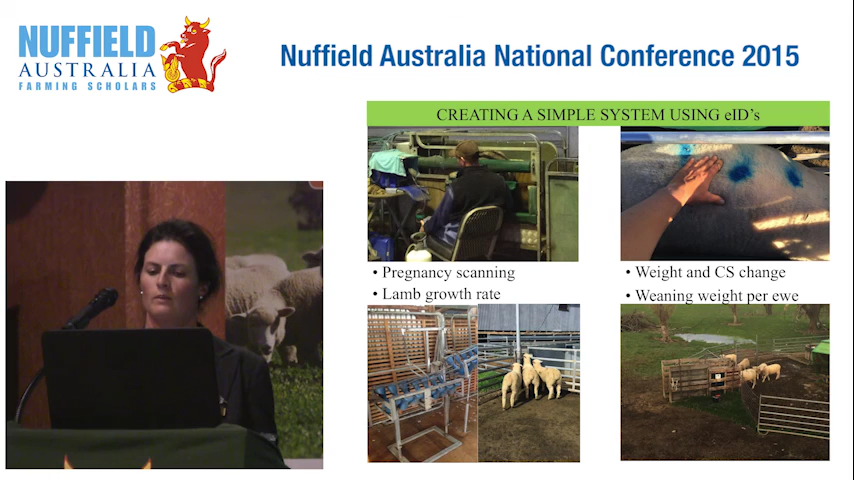 NUFFIELD
AUSTRALIA
FARMING SCHOLARS
Nuffield Australia National Conference 2015
CREATING A SIMPLE SYSTEM USING eID's
• Pregnancy scanning
• Lamb growth rate
• Weight and CS change
• Weaning weight per ewe